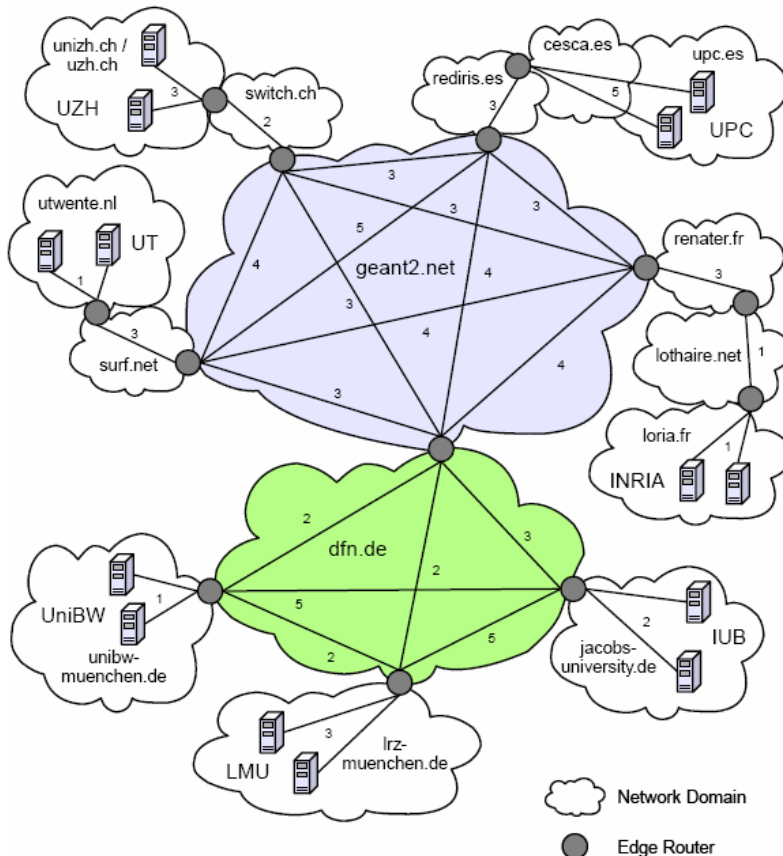 unizh.ch /
uzh.ch
UZH
3
switch.ch
2
rediris.es
3
cesca.es
upc.es
5
UPC
utwente.nl
UT
1
3
surf.net
3
5
3
3
4
geant2.net
4
3
4
4
3
renater.fr
3
lothaire.net
1
loria.fr
1
INRIA
2
dfn.de
3
2
5
2
5
UniBW
1
unibw-
muenchen.de
2
IUB
jacobs-
university.de
3
LMU
lrz-
muenchen.de
Network Domain
Edge Router